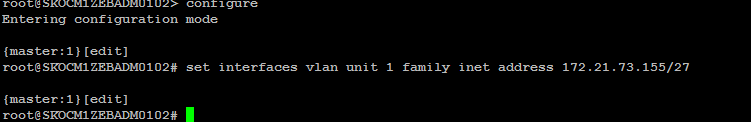 root@SKOCM1ZEBADM0102> configure
Entering configuration mode
{master:1}[edit]
root@SKOCM1ZEBADM0102# set interfaces vlan unit 1 family inet address 172.21.73.155/27
{master:1}[edit]
root@SKOCM1ZEBADM0102#